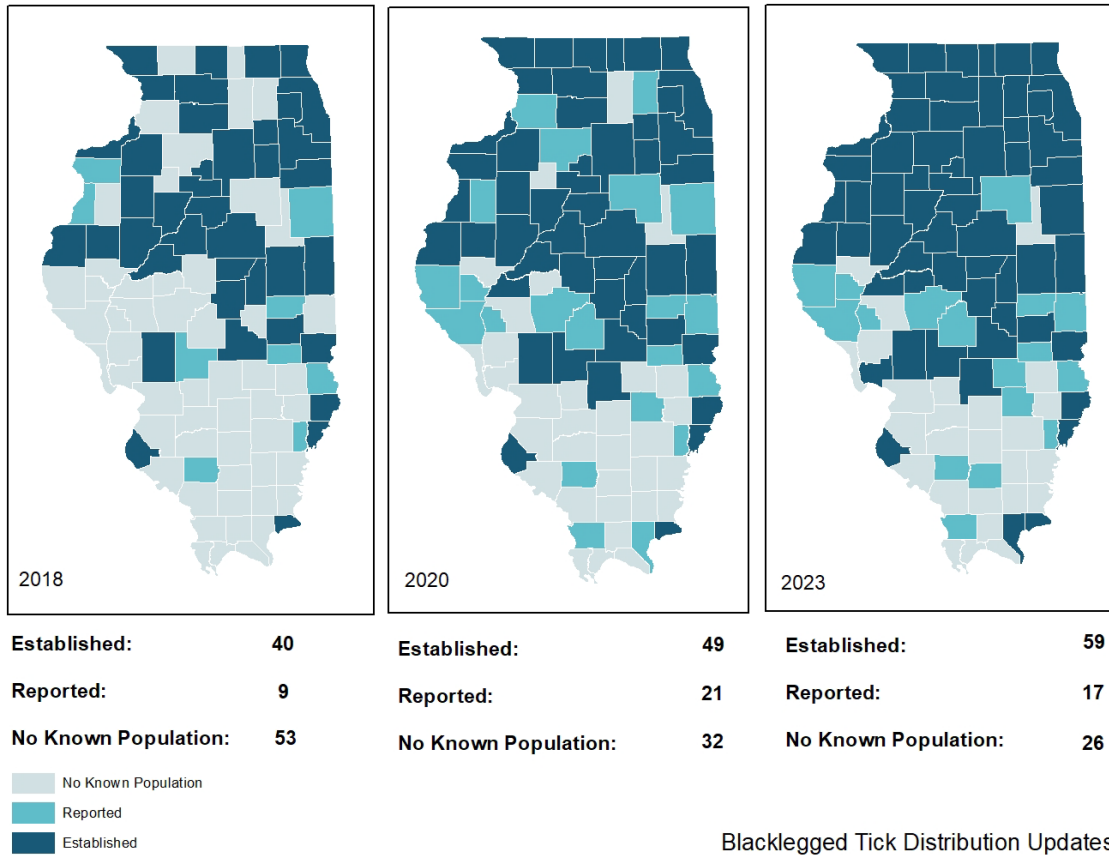 2018
2020
2023
Established: 40
Reported: 9
No Known Population: 53
Established: 49
Reported: 21
No Known Population: 32
Established: 59
Reported: 17
No Known Population: 26
No Known Population
Reported
Established
Blacklegged Tick Distribution Updates